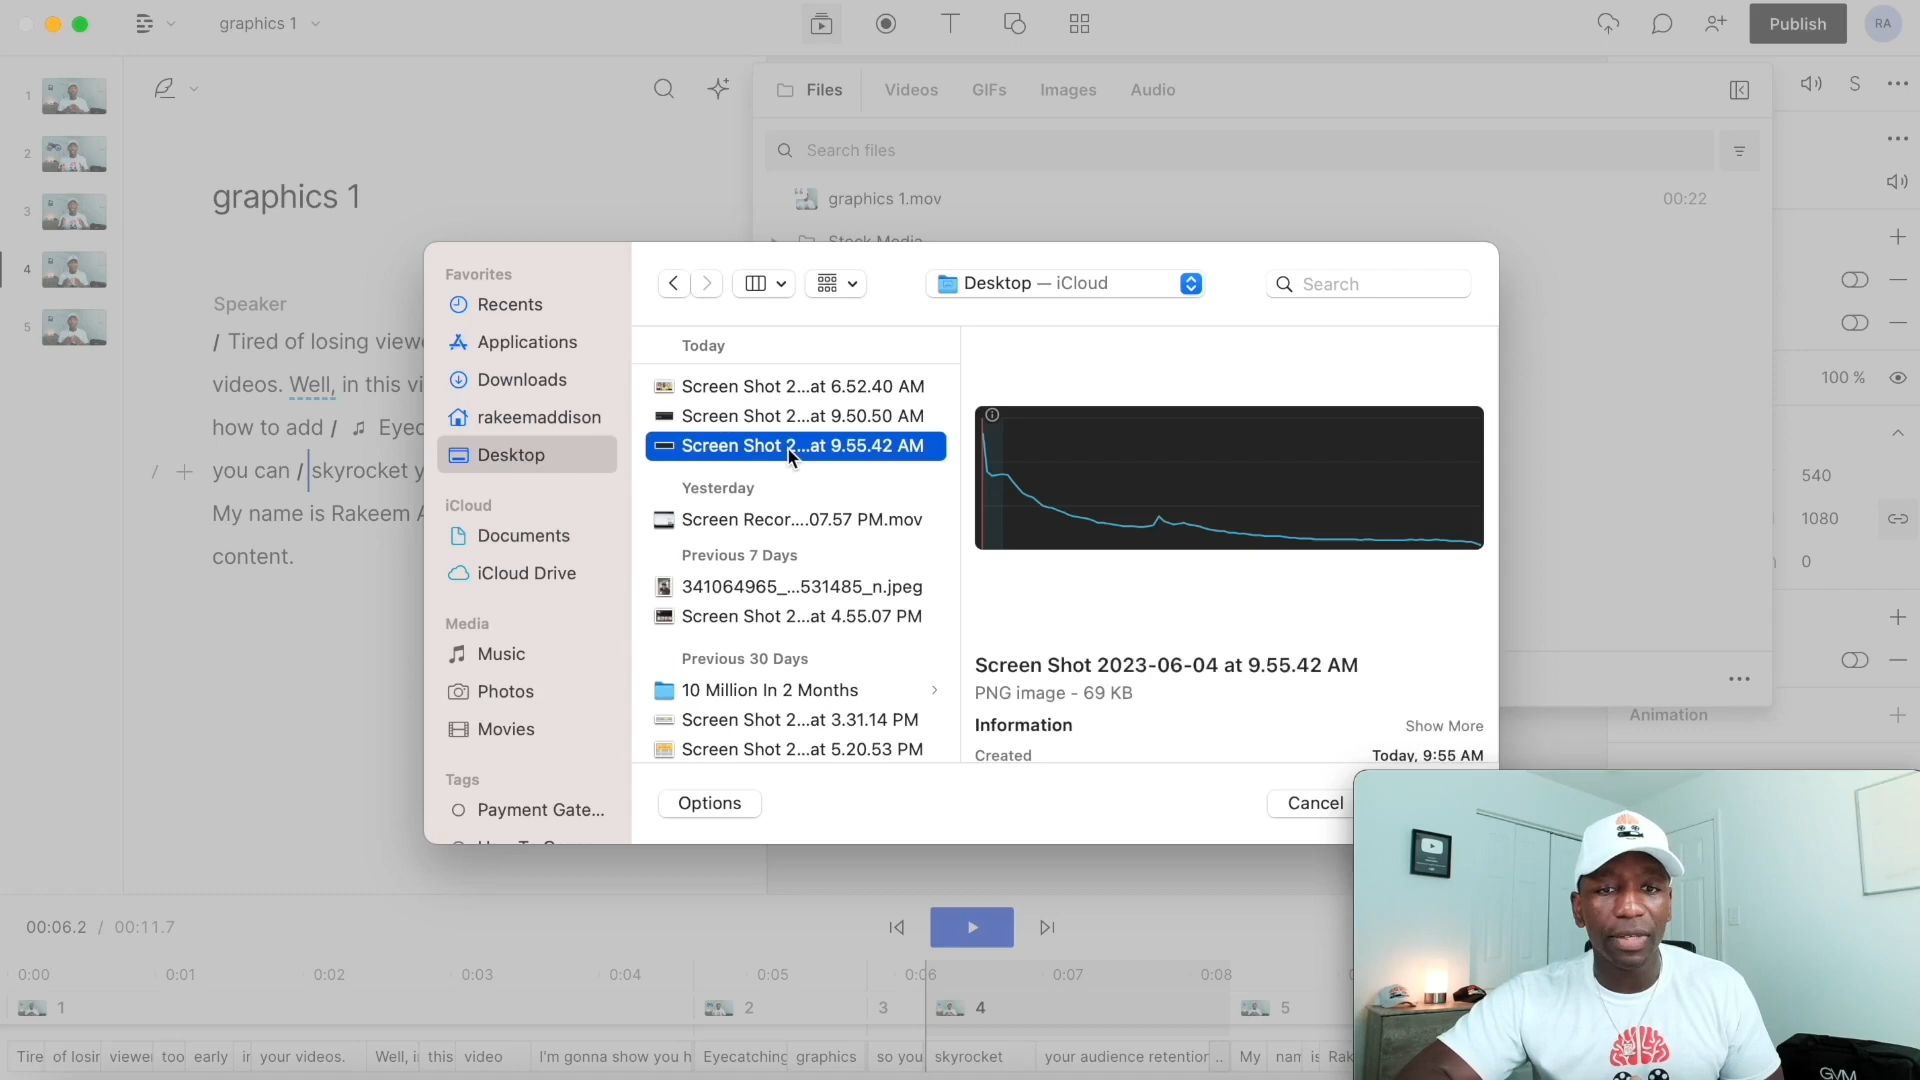 graphics 1
Publish
RA
1
2
3
4
5
Files
Videos
GIFs
Images
Audio
S
Search files
graphics 1.mov
00:22
Stock Media
graphics 1
Speaker
/ Tired of losing viewe
videos. Well, in this vi
how to add / ♫ Eyec
/ + you can / skyrocket y
My name is Rakeem A
content.
Favorites
Recents
Applications
Downloads
rakeemaddison
Desktop
iCloud
Documents
iCloud Drive
Media
Music
Photos
Movies
Tags
Payment Gate...
Desktop — iCloud
Search
Today
Screen Shot 2...at 6.52.40 AM
Screen Shot 2...at 9.50.50 AM
Screen Shot 2...at 9.55.42 AM
Yesterday
Screen Recor....07.57 PM.mov
Previous 7 Days
341064965_...531485_n.jpeg
Screen Shot 2...at 4.55.07 PM
Previous 30 Days
10 Million In 2 Months
Screen Shot 2...at 3.31.14 PM
Screen Shot 2...at 5.20.53 PM
Screen Shot 2023-06-04 at 9.55.42 AM
PNG image - 69 KB
Information
Show More
Created
Today, 9:55 AM
Options
Cancel
100 %
540
1080
0
Animation
00:06.2 / 00:11.7
0:00 0:01 0:02 0:03 0:04 0:05 0:06 0:07 0:08
1 2 3 4 5
Tire of losir viewer too early ir your videos. Well, i this video I'm gonna show you h Eyecatching graphics so you skyrocket your audience retention .. My nam is Rak
GVM